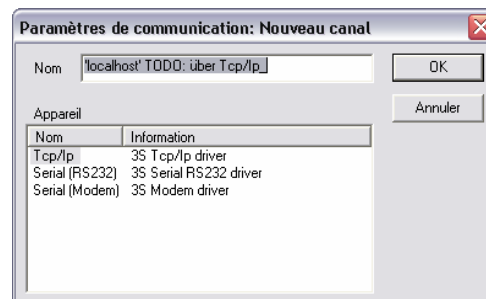 Paramètres de communication: Nouveau canal
Nom 'localhost' TODO: über Tcp/Ip_ OK
Annuler
Appareil
Nom Information
Tcp/Ip 3S Tcp/Ip driver
Serial (RS232) 3S Serial RS232 driver
Serial (Modem) 3S Modem driver